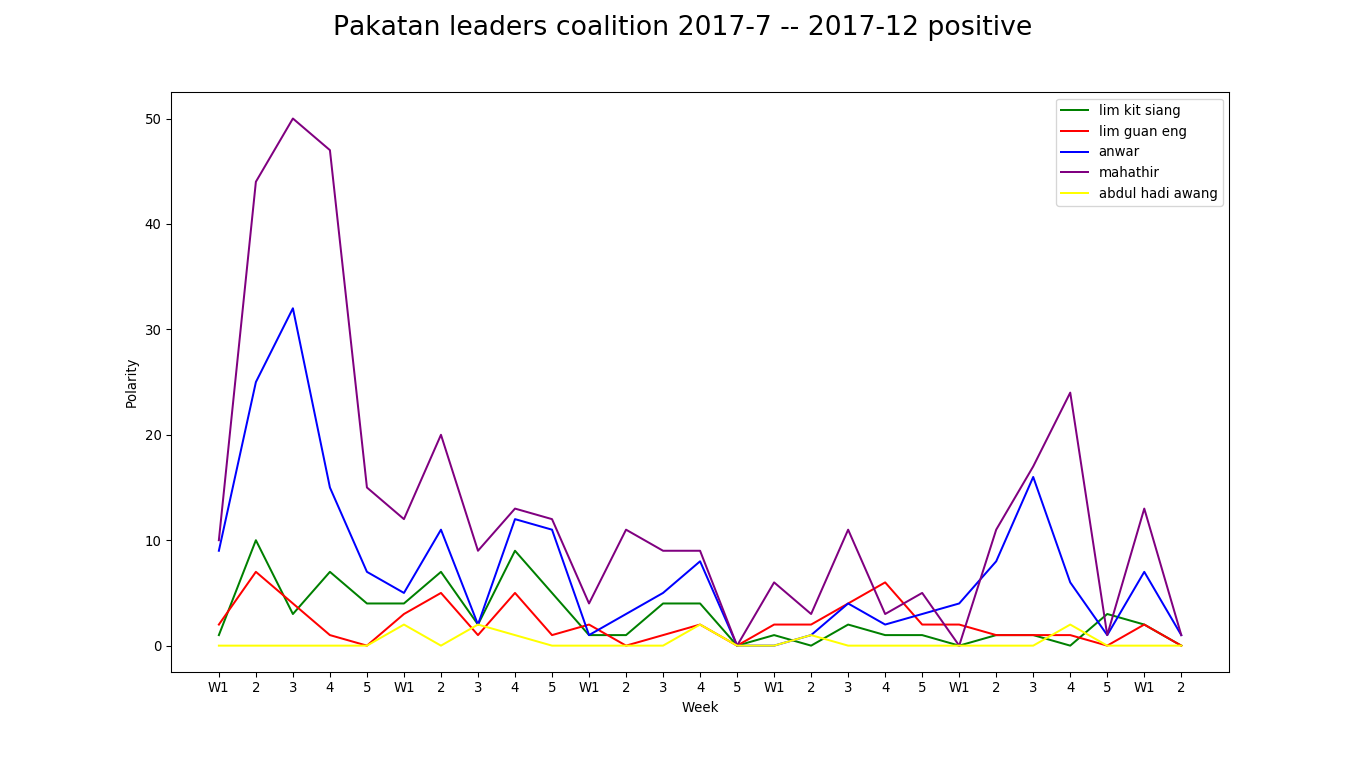 Pakatan leaders coalition 2017-7 -- 2017-12 positive
lim kit siang
lim guan eng
anwar
mahathir
abdul hadi awang
50
40
30
20
10
0
Polarity
W1 2 3 4 5 W1 2 3 4 5 W1 2 3 4 5 W1 2 3 4 5 W1 2 3 4 5 W1 2
Week